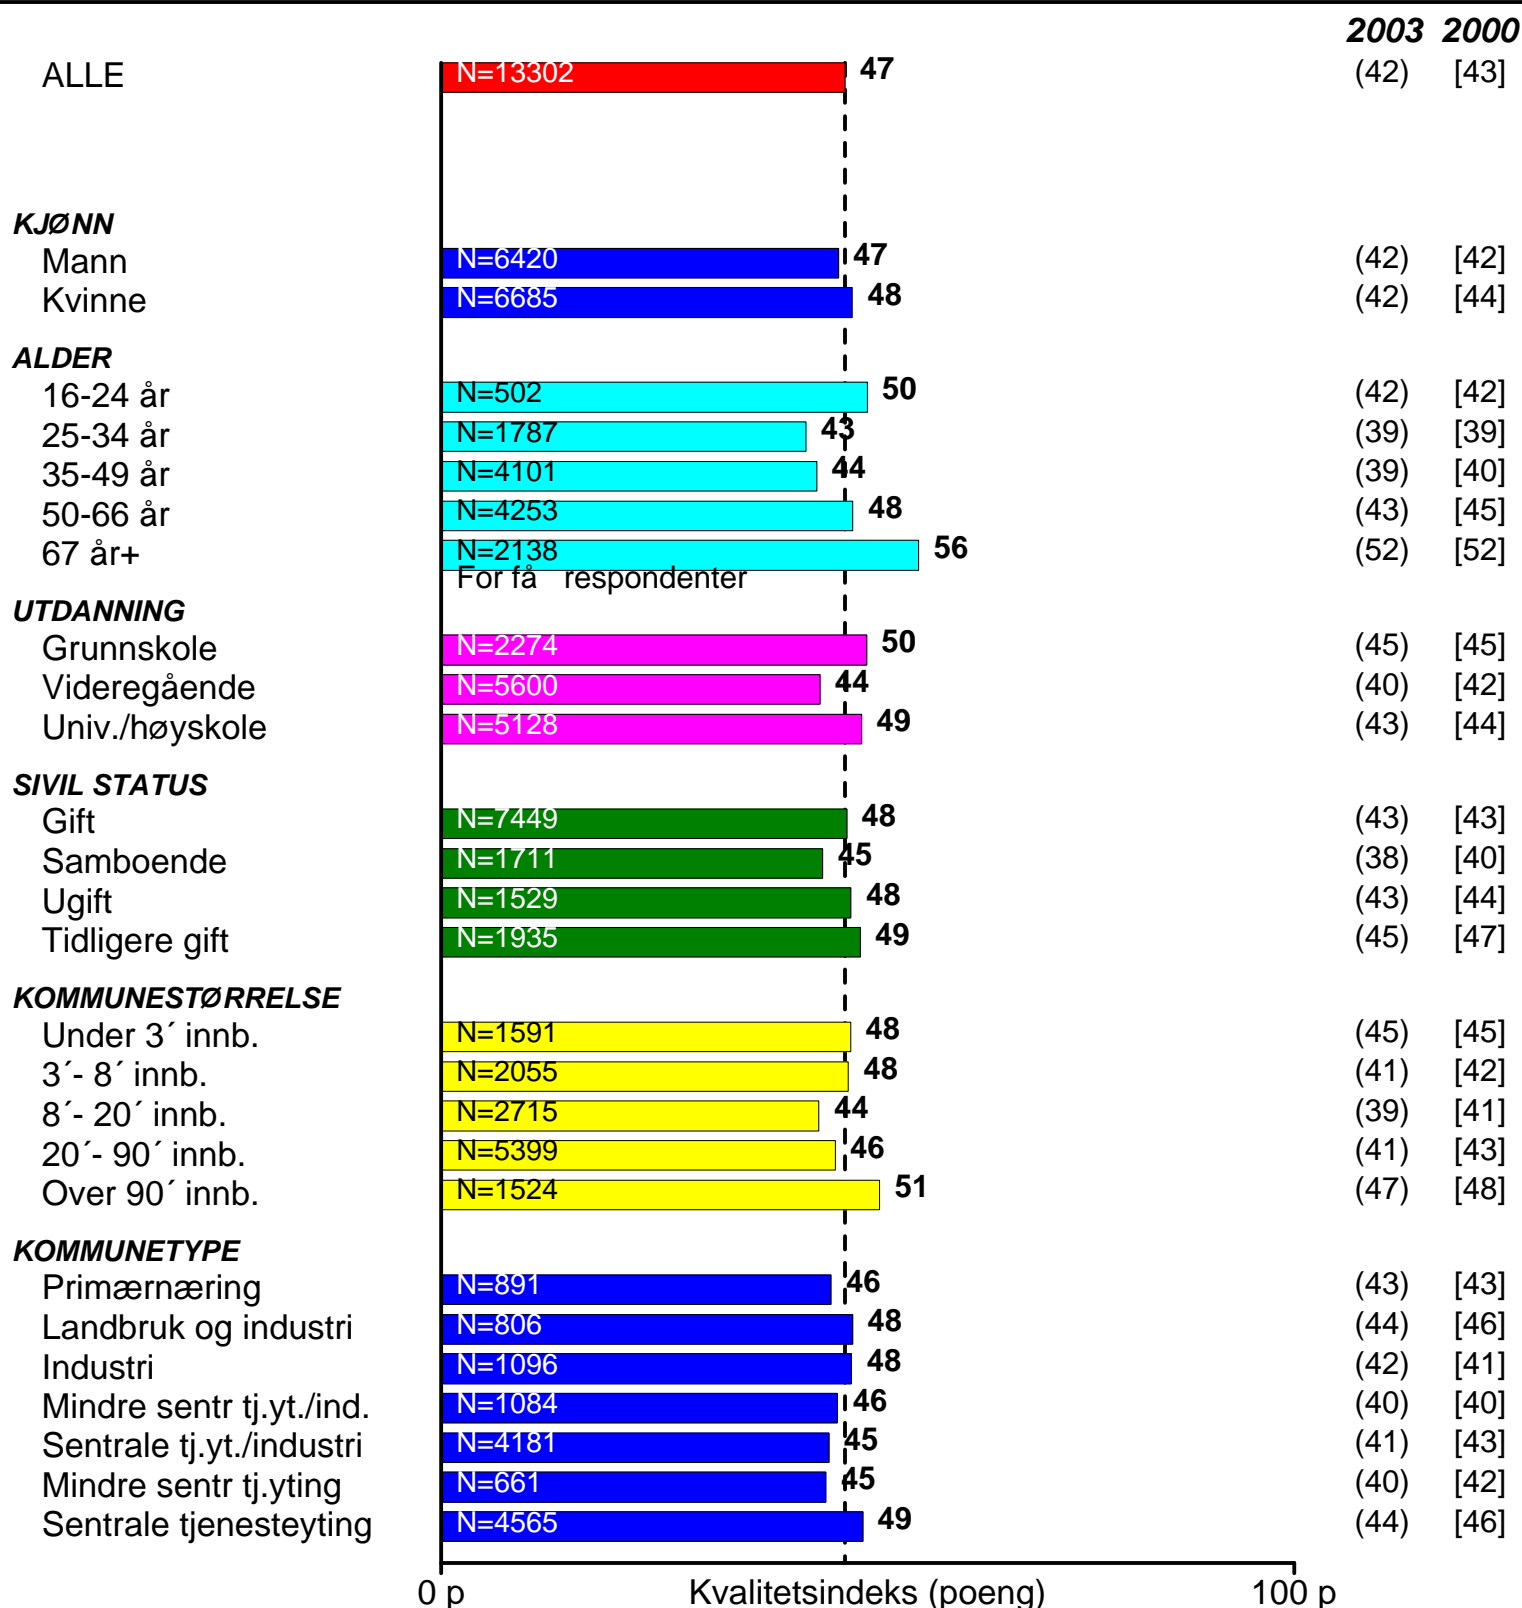 2003 2000
ALLE N=13302 47 (42) [43]
KJØNN
Mann N=6420 47 (42) [42]
Kvinne N=6685 48 (42) [44]
ALDER
16-24 år N=502 50 (42) [42]
25-34 år N=1787 43 (39) [39]
35-49 år N=4101 44 (39) [40]
50-66 år N=4253 48 (43) [45]
67 år+ N=2138 56 (52) [52]
For få respondenter
UTDANNING
Grunnskole N=2274 50 (45) [45]
Videregående N=5600 44 (40) [42]
Univ./høyskole N=5128 49 (43) [44]
SIVIL STATUS
Gift N=7449 48 (43) [43]
Samboende N=1711 45 (38) [40]
Ugift N=1529 48 (43) [44]
Tidligere gift N=1935 49 (45) [47]
KOMMUNESTØRRELSE
Under 3´ innb. N=1591 48 (45) [45]
3´- 8´ innb. N=2055 48 (41) [42]
8´- 20´ innb. N=2715 44 (39) [41]
20´- 90´ innb. N=5399 46 (41) [43]
Over 90´ innb. N=1524 51 (47) [48]
KOMMUNETYPE
Primærnæring N=891 46 (43) [43]
Landbruk og industri N=806 48 (44) [46]
Industri N=1096 48 (42) [41]
Mindre sentr tj.yt./ind. N=1084 46 (40) [40]
Sentrale tj.yt./industri N=4181 45 (41) [43]
Mindre sentr tj.yting N=661 45 (40) [42]
Sentrale tjenesteyting N=4565 49 (44) [46]
0 p Kvalitetsindeks (poeng) 100 p